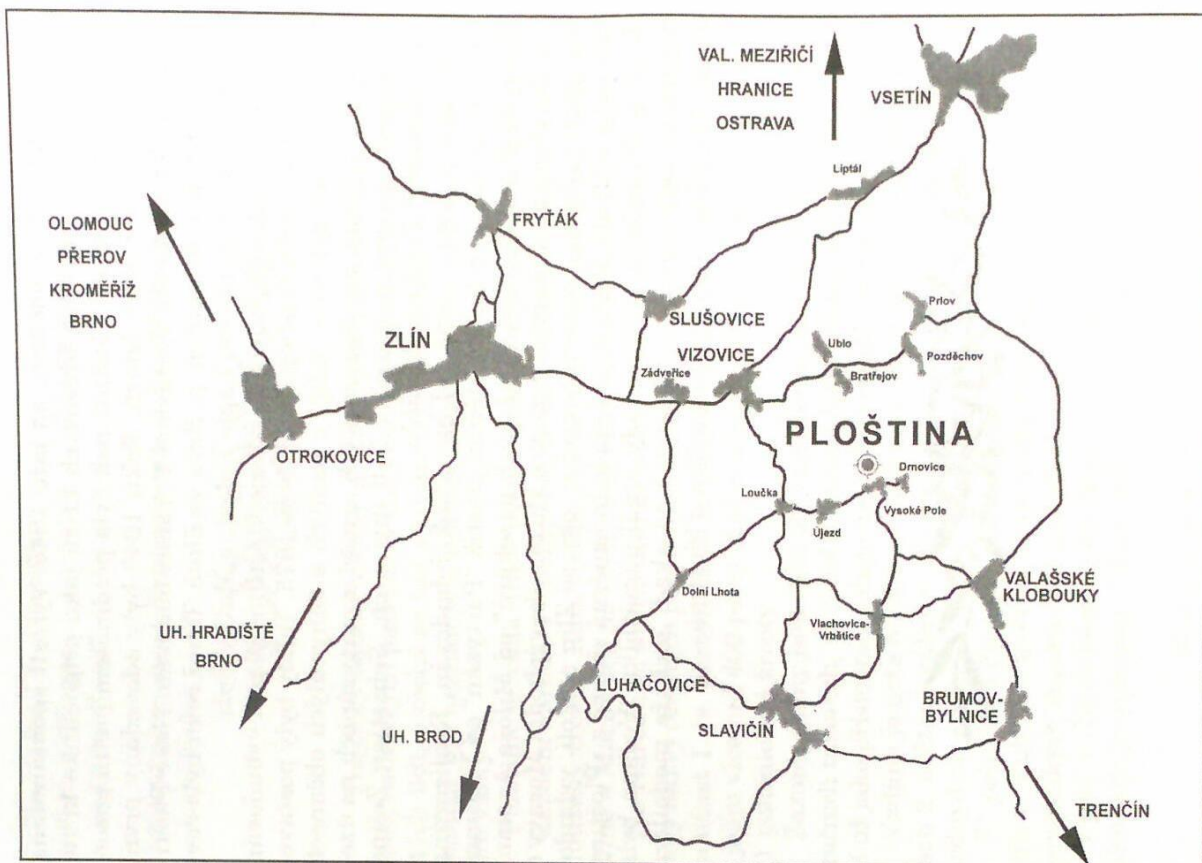 VAL. MEZIŘIČÍ
HRANICE
OSTRAVA
VSETÍN
Liptál
OLOMOUC
PŘEROV
KROMĚŘÍŽ
BRNO
FRYŤÁK
SLUŠOVICE
Prlov
ZLÍN
VIZOVICE
Ublo
Pozděchov
Zádveřice
Bratřejov
PLOŠTINA
OTROKOVICE
Drnovice
Loučka
Vysoké Pole
Újezd
Dolní Lhota
VALAŠSKÉ
KLOBOUKY
Vlachovice-
Vrbětice
UH. HRADIŠTĚ
BRNO
LUHAČOVICE
SLAVIČÍN
BRUMOV-
BYLNICE
UH. BROD
TRENČÍN